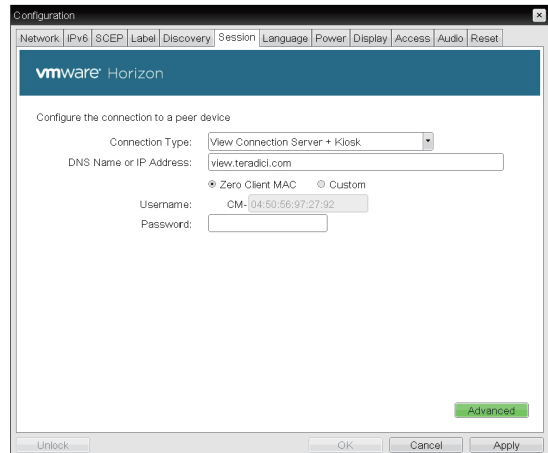 Configuration
Network IPv6 SCEP Label Discovery Session Language Power Display Access Audio Reset
vmware® Horizon
Configure the connection to a peer device
Connection Type: View Connection Server + Kiosk
DNS Name or IP Address: view.teradici.com
Zero Client MAC Custom
Username: CM- 04:50:56:97:27:92
Password:
Advanced
Unlock OK Cancel Apply